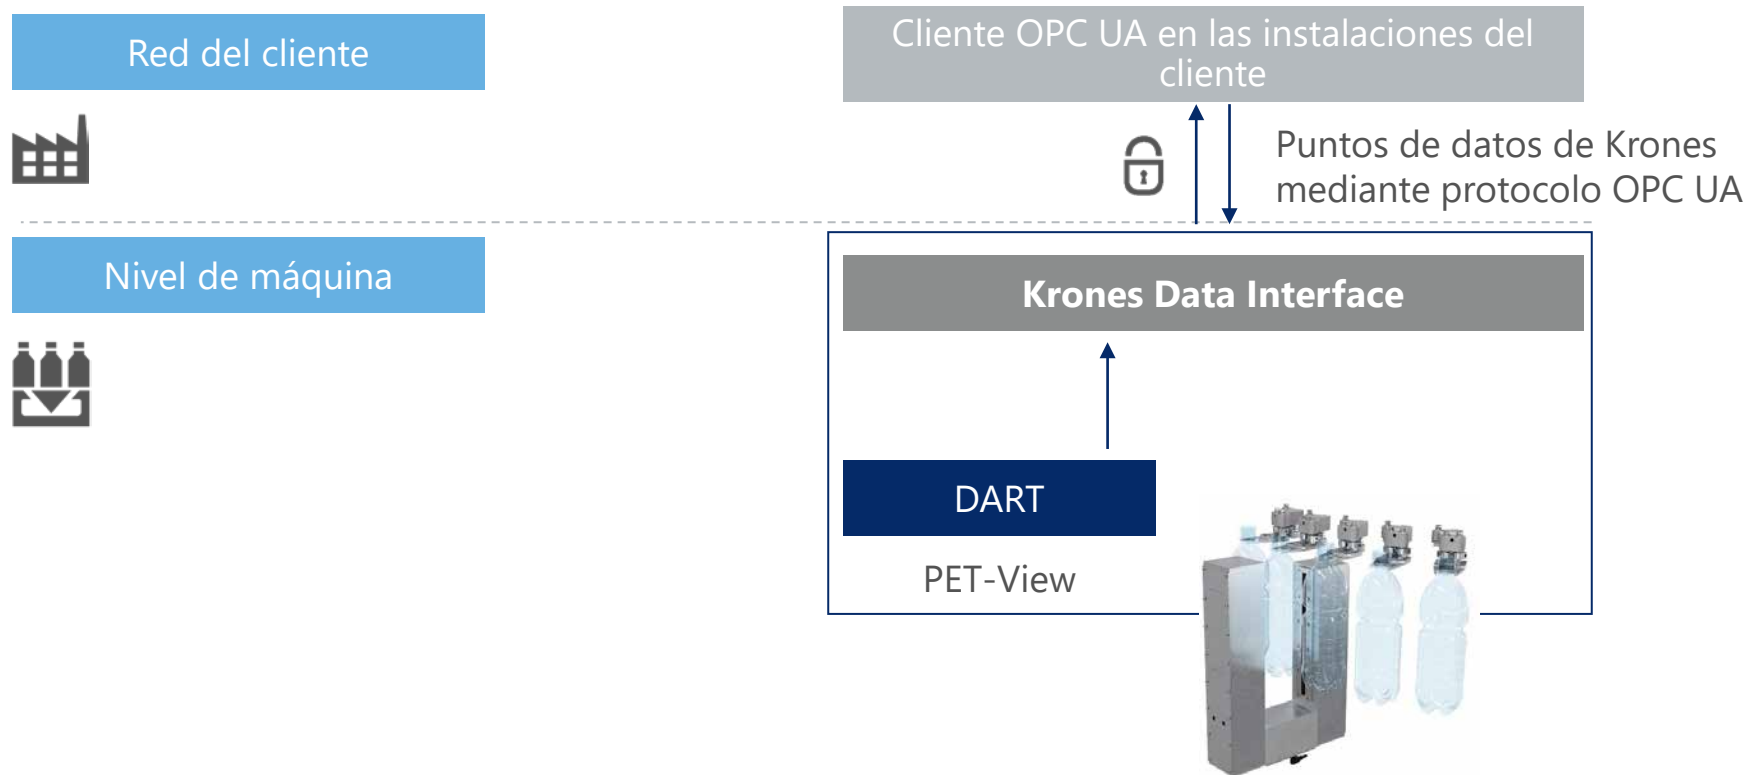 Red del cliente
Cliente OPC UA en las instalaciones del
cliente
Puntos de datos de Krones
mediante protocolo OPC UA
Nivel de máquina
Krones Data Interface
DART
PET-View